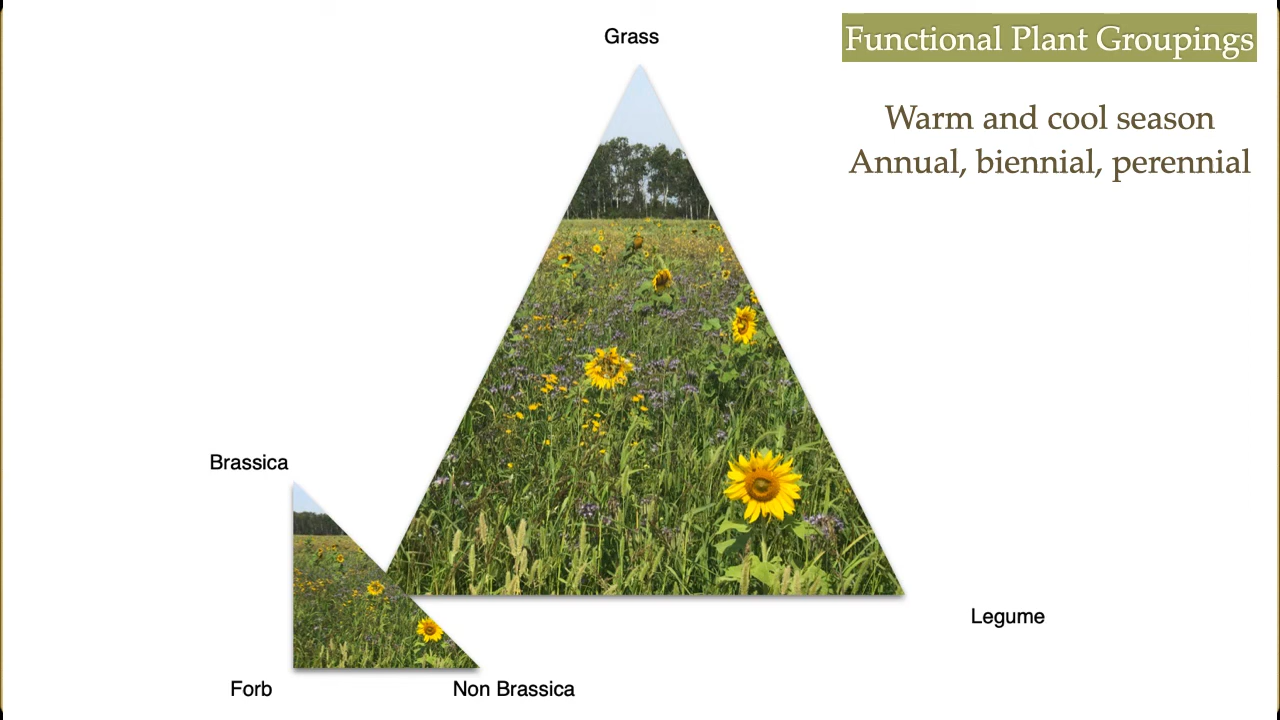 Grass
Functional Plant Groupings
Warm and cool season
Annual, biennial, perennial
Brassica
Legume
Forb
Non Brassica